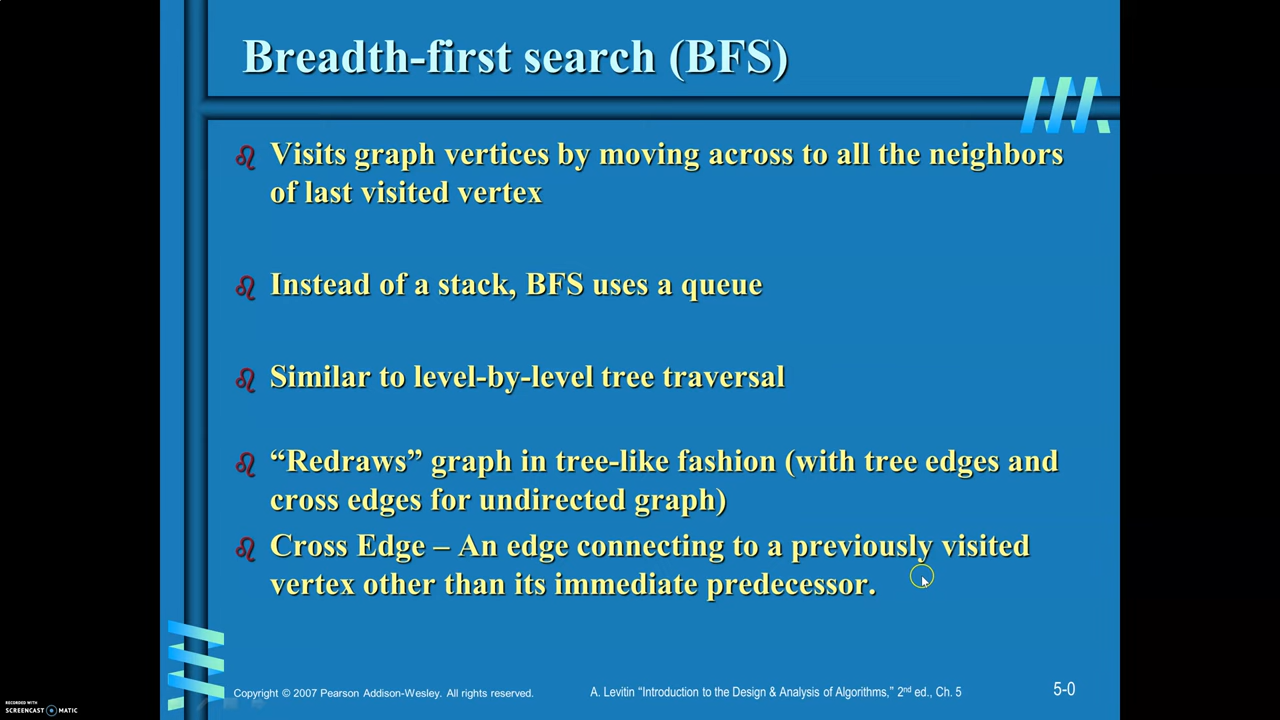 Breadth-first search (BFS)
Visits graph vertices by moving across to all the neighbors
of last visited vertex
Instead of a stack, BFS uses a queue
Similar to level-by-level tree traversal
“Redraws” graph in tree-like fashion (with tree edges and
cross edges for undirected graph)
Cross Edge – An edge connecting to a previously visited
vertex other than its immediate predecessor.
Copyright © 2007 Pearson Addison-Wesley. All rights reserved.
A. Levitin “Introduction to the Design & Analysis of Algorithms,” 2nd ed., Ch. 5
5-0
RECORDED WITH
SCREENCAST MATIC